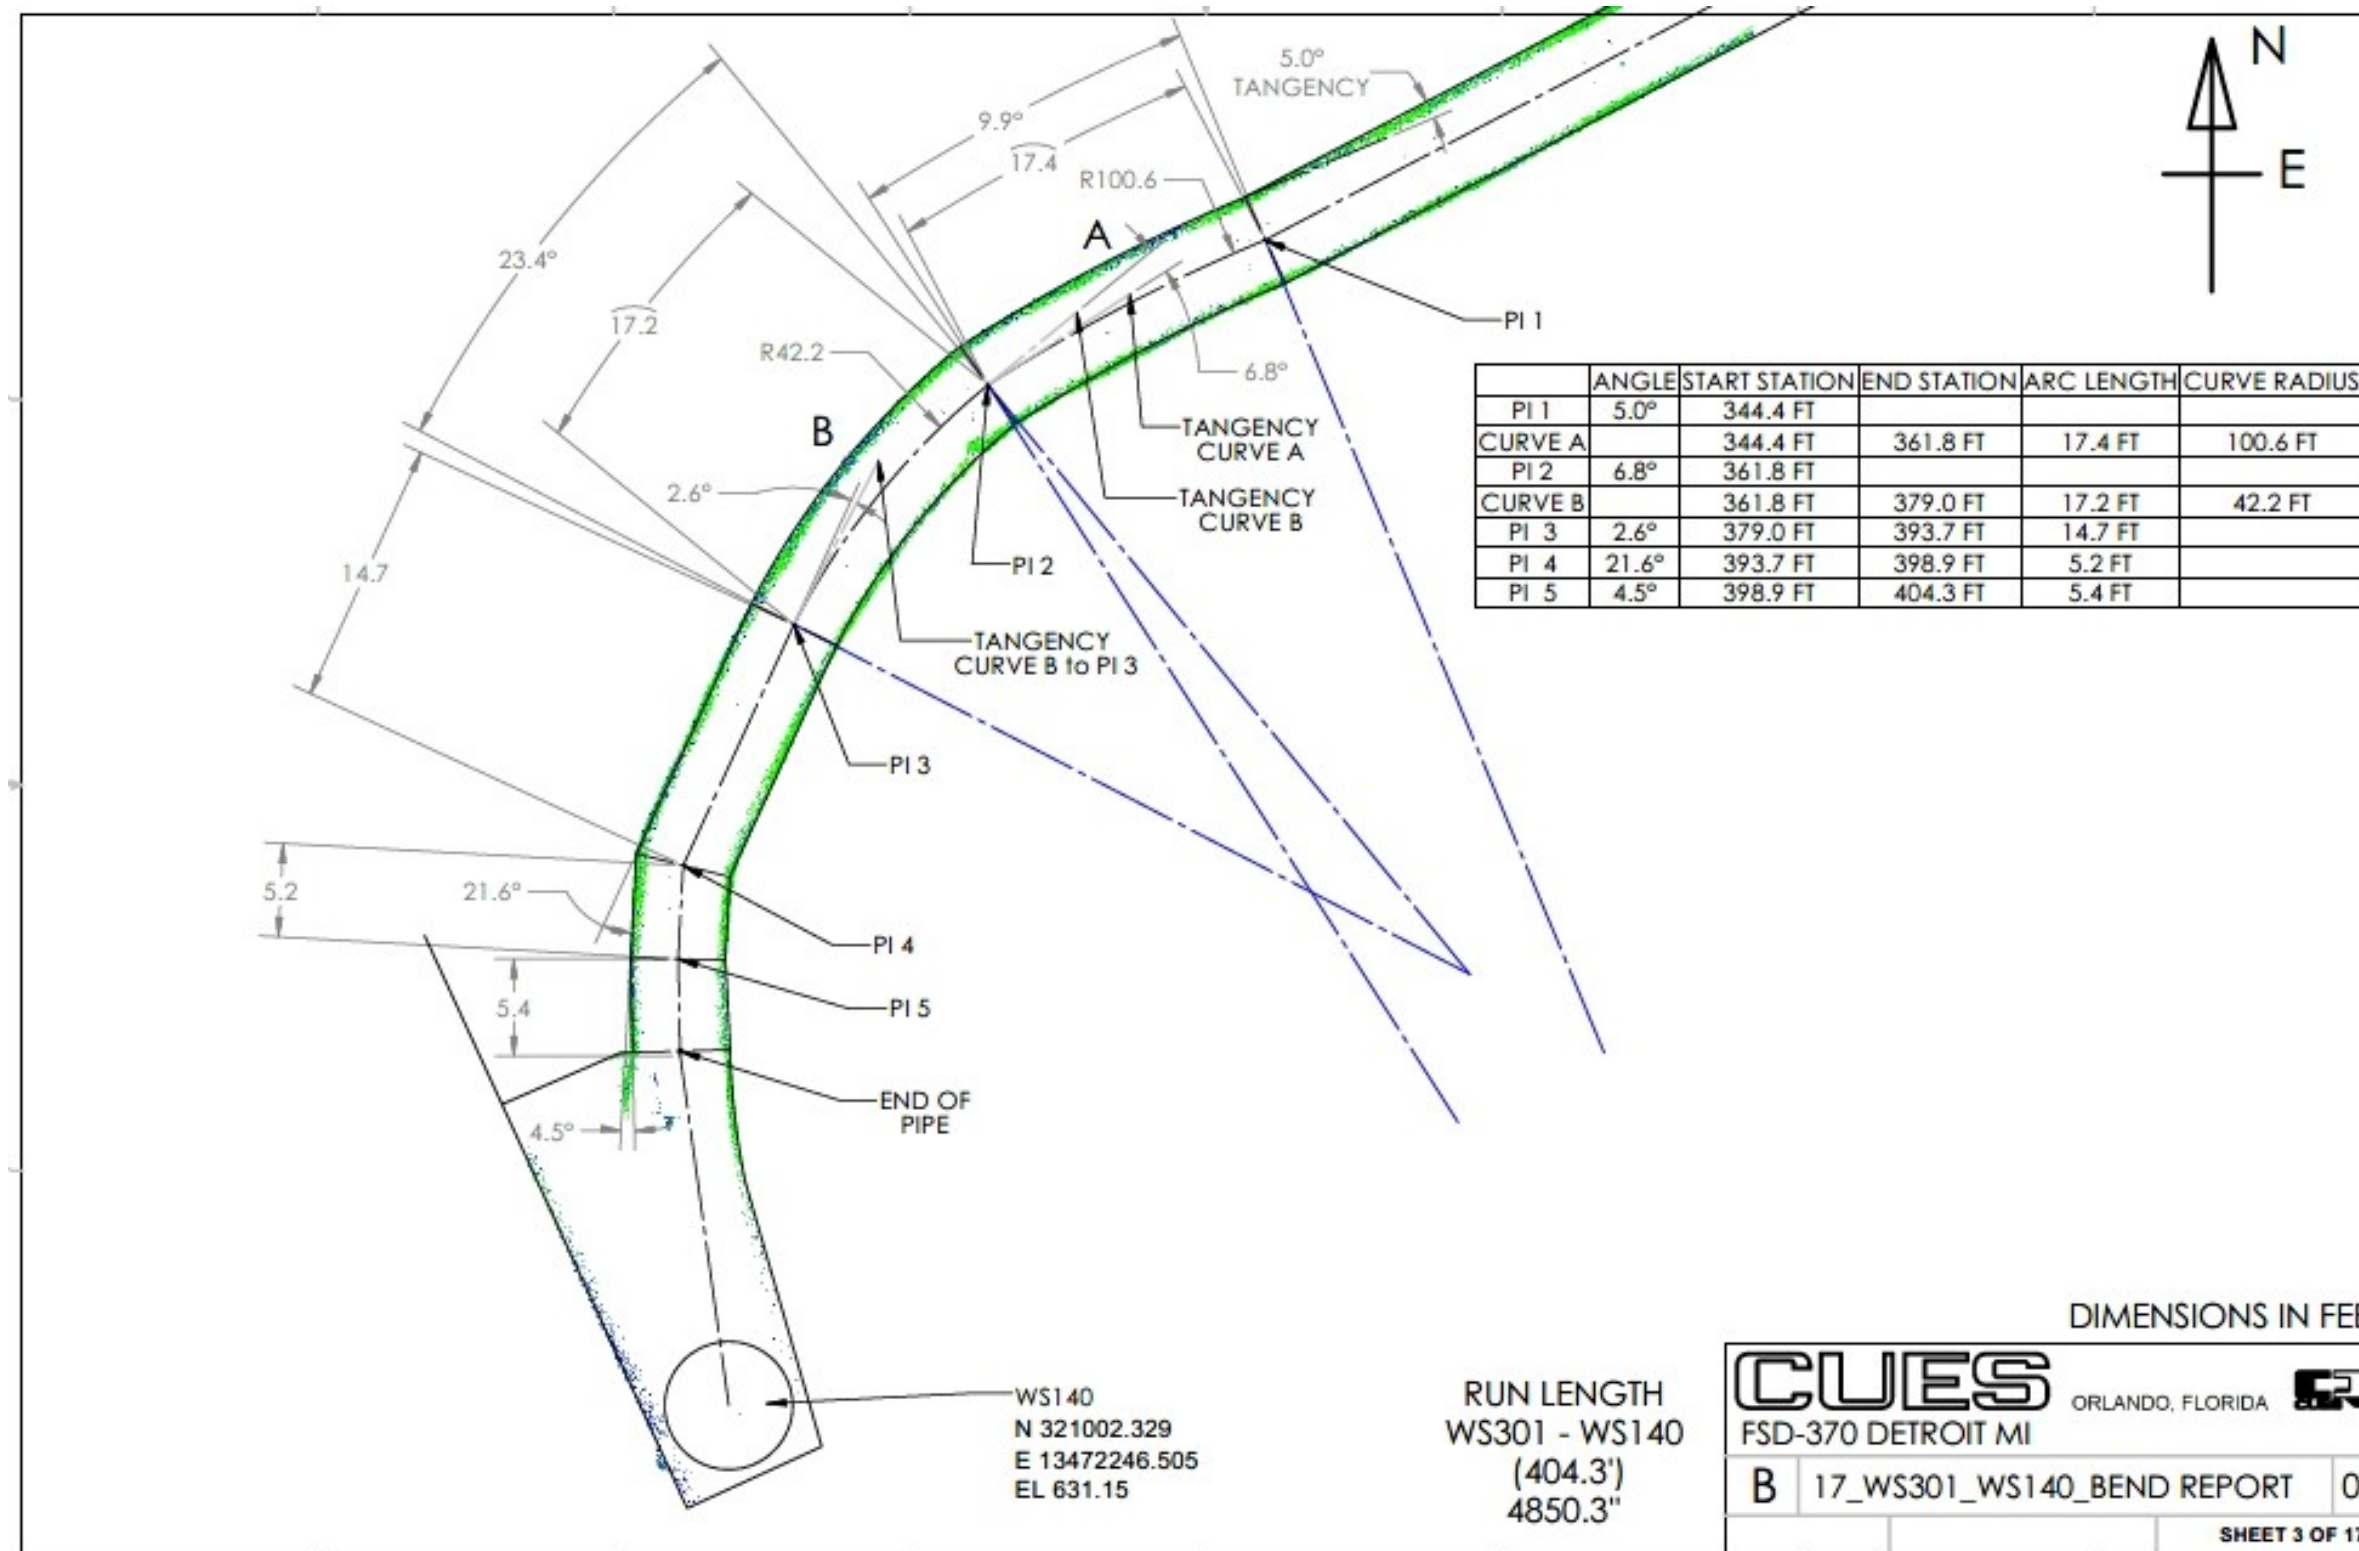 N
E
5.0°
TANGENCY
9.9°
17.4
R100.6
A
23.4°
17.2
R42.2
PI 1
6.8°
B
TANGENCY
CURVE A
2.6°
TANGENCY
CURVE B
PI 2
14.7
TANGENCY
CURVE B to PI 3
PI 3
5.2
21.6°
PI 4
5.4
PI 5
END OF
PIPE
4.5°
ANGLE START STATION END STATION ARC LENGTH CURVE RADIUS
PI 1 5.0° 344.4 FT
CURVE A 344.4 FT 361.8 FT 17.4 FT 100.6 FT
PI 2 6.8° 361.8 FT
CURVE B 361.8 FT 379.0 FT 17.2 FT 42.2 FT
PI 3 2.6° 379.0 FT 393.7 FT 14.7 FT
PI 4 21.6° 393.7 FT 398.9 FT 5.2 FT
PI 5 4.5° 398.9 FT 404.3 FT 5.4 FT
WS140
N 321002.329
E 13472246.505
EL 631.15
RUN LENGTH
WS301 - WS140
(404.3')
4850.3"
DIMENSIONS IN
CUES
ORLANDO, FLORIDA
FSD-370 DETROIT MI
B 17_WS301_WS140_BEND REPORT
SHEET 3 OF 17